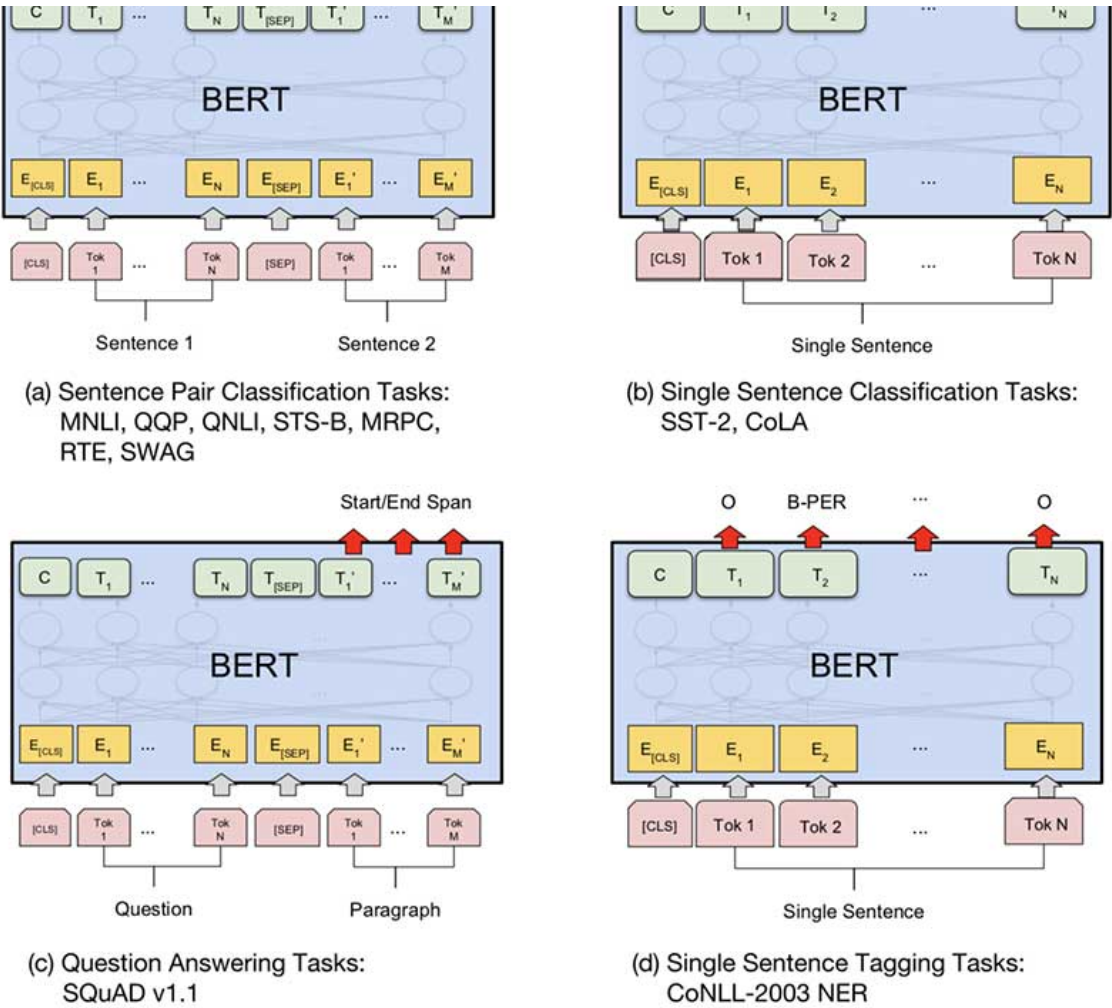 C T1 ... TN T[SEP] T1' ... TM'
BERT
E[CLS] E1 ... EN E[SEP] E1' ... EM'
[CLS] Tok 1 ... Tok N [SEP] Tok 1 ... Tok M
Sentence 1 Sentence 2
(a) Sentence Pair Classification Tasks:
MNLI, QQP, QNLI, STS-B, MRPC,
RTE, SWAG
C T1 T2 ... TN
BERT
E[CLS] E1 E2 ... EN
[CLS] Tok 1 Tok 2 ... Tok N
Single Sentence
(b) Single Sentence Classification Tasks:
SST-2, CoLA
Start/End Span
C T1 ... TN T[SEP] T1' ... TM'
BERT
E[CLS] E1 ... EN E[SEP] E1' ... EM'
[CLS] Tok 1 ... Tok N [SEP] Tok 1 ... Tok M
Question Paragraph
(c) Question Answering Tasks:
SQuAD v1.1
O B-PER ... O
C T1 T2 ... TN
BERT
E[CLS] E1 E2 ... EN
[CLS] Tok 1 Tok 2 ... Tok N
Single Sentence
(d) Single Sentence Tagging Tasks:
CoNLL-2003 NER